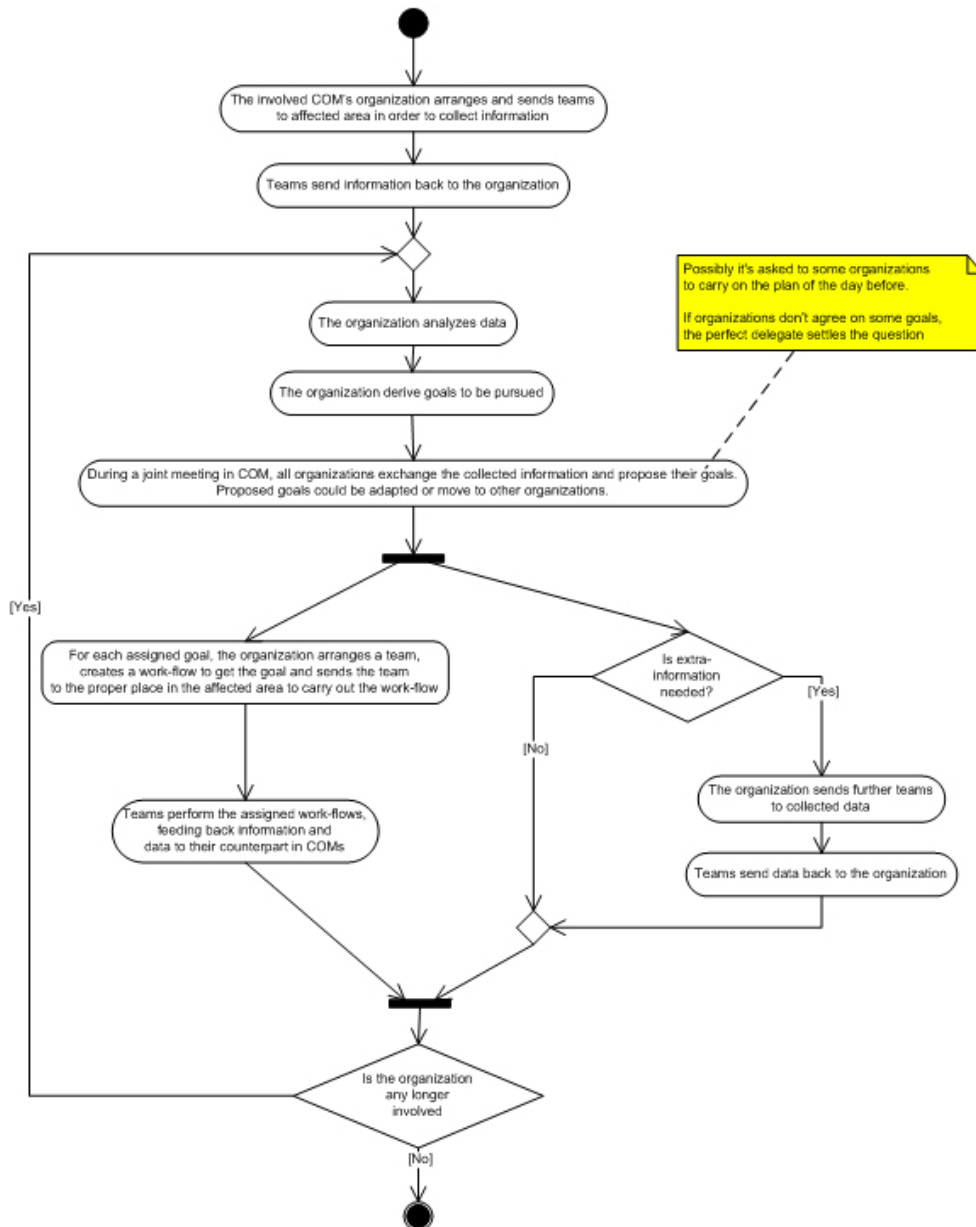 The involved COM's organization arranges and sends teams
to affected area in order to collect information
Teams send information back to the organization
Possibly it's asked to some organizations
to carry on the plan of the day before.
If organizations don't agree on some goals,
the perfect delegate settles the question
The organization analyzes data
The organization derive goals to be pursued
During a joint meeting in COM, all organizations exchange the collected information and propose their goals.
Proposed goals could be adapted or move to other organizations.
[Yes]
For each assigned goal, the organization arranges a team,
creates a work-flow to get the goal and sends the team
to the proper place in the affected area to carry out the work-flow
Is extra-
information
needed?
[Yes]
[No]
The organization sends further teams
to collected data
Teams perform the assigned work-flows,
feeding back information and
data to their counterpart in COMs
Teams send data back to the organization
Is the organization
any longer
involved
[No]